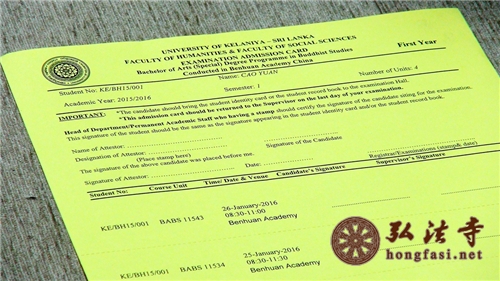 UNIVERSITY OF KELANIYA – SRI LANKA
FACULTY OF HUMANITIES & FACULTY OF SOCIAL SCIENCES
EXAMINATION ADMISSION CARD
Bachelor of Arts (Special) Degree Programme in Buddhist Studies
Conducted in Benhuan Academy China
First Year
Student No: KE/BH15/001 Name: CAO YUAN
Academic Year: 2015/2016 Semester: 1 Number of Units: 4
IMPORTANT: *The candidate should bring the student identity card or the student record book to the examination Hall.
*This admission card should be returned to the Supervisor on the last day of your examination.
Head of Department/Permanent Academic Staff who having a stamp should certify that the candidate should be returned sitting for the examination.
This signature of the student should be the same as the signature appearing in the student identity card and/or the student record book.
Name of Attestor:
Designation of Attestor:
(Place stamp here)
The signature of the above candidate was placed before me.
Signature of Attestor:
Name of Candidate
Signature of the Candidate
Registrar/Examinations (stamp& date)
Student No: Course Unit Time/ Date & Venue Candidate's Signature Supervisor's Signature
KE/BH15/001 BABS 11543 26-January-2016
08:30-11:00
Benhuan Academy
KE/BH15/001 BABS 11534 25-January-2016
08:30-11:30
Benhuan Academy
弘法寺
hongfasi.net